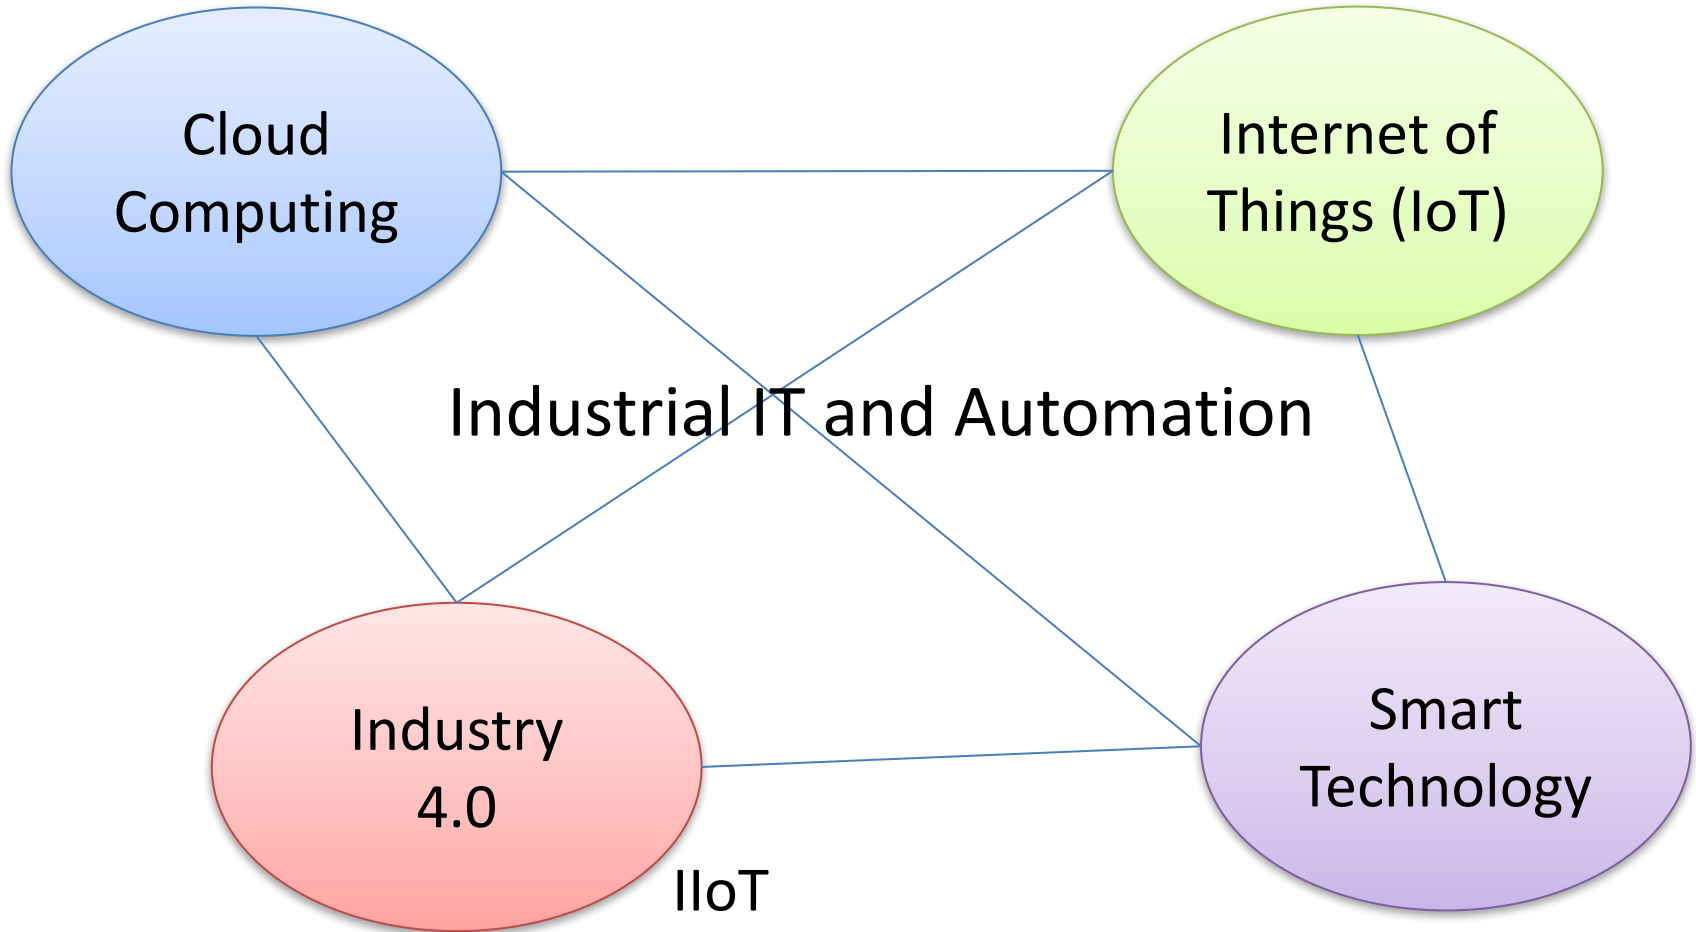 Cloud
Computing
Internet of
Things (IoT)
Industrial IT and Automation
Industry
4.0
Smart
Technology
IIoT